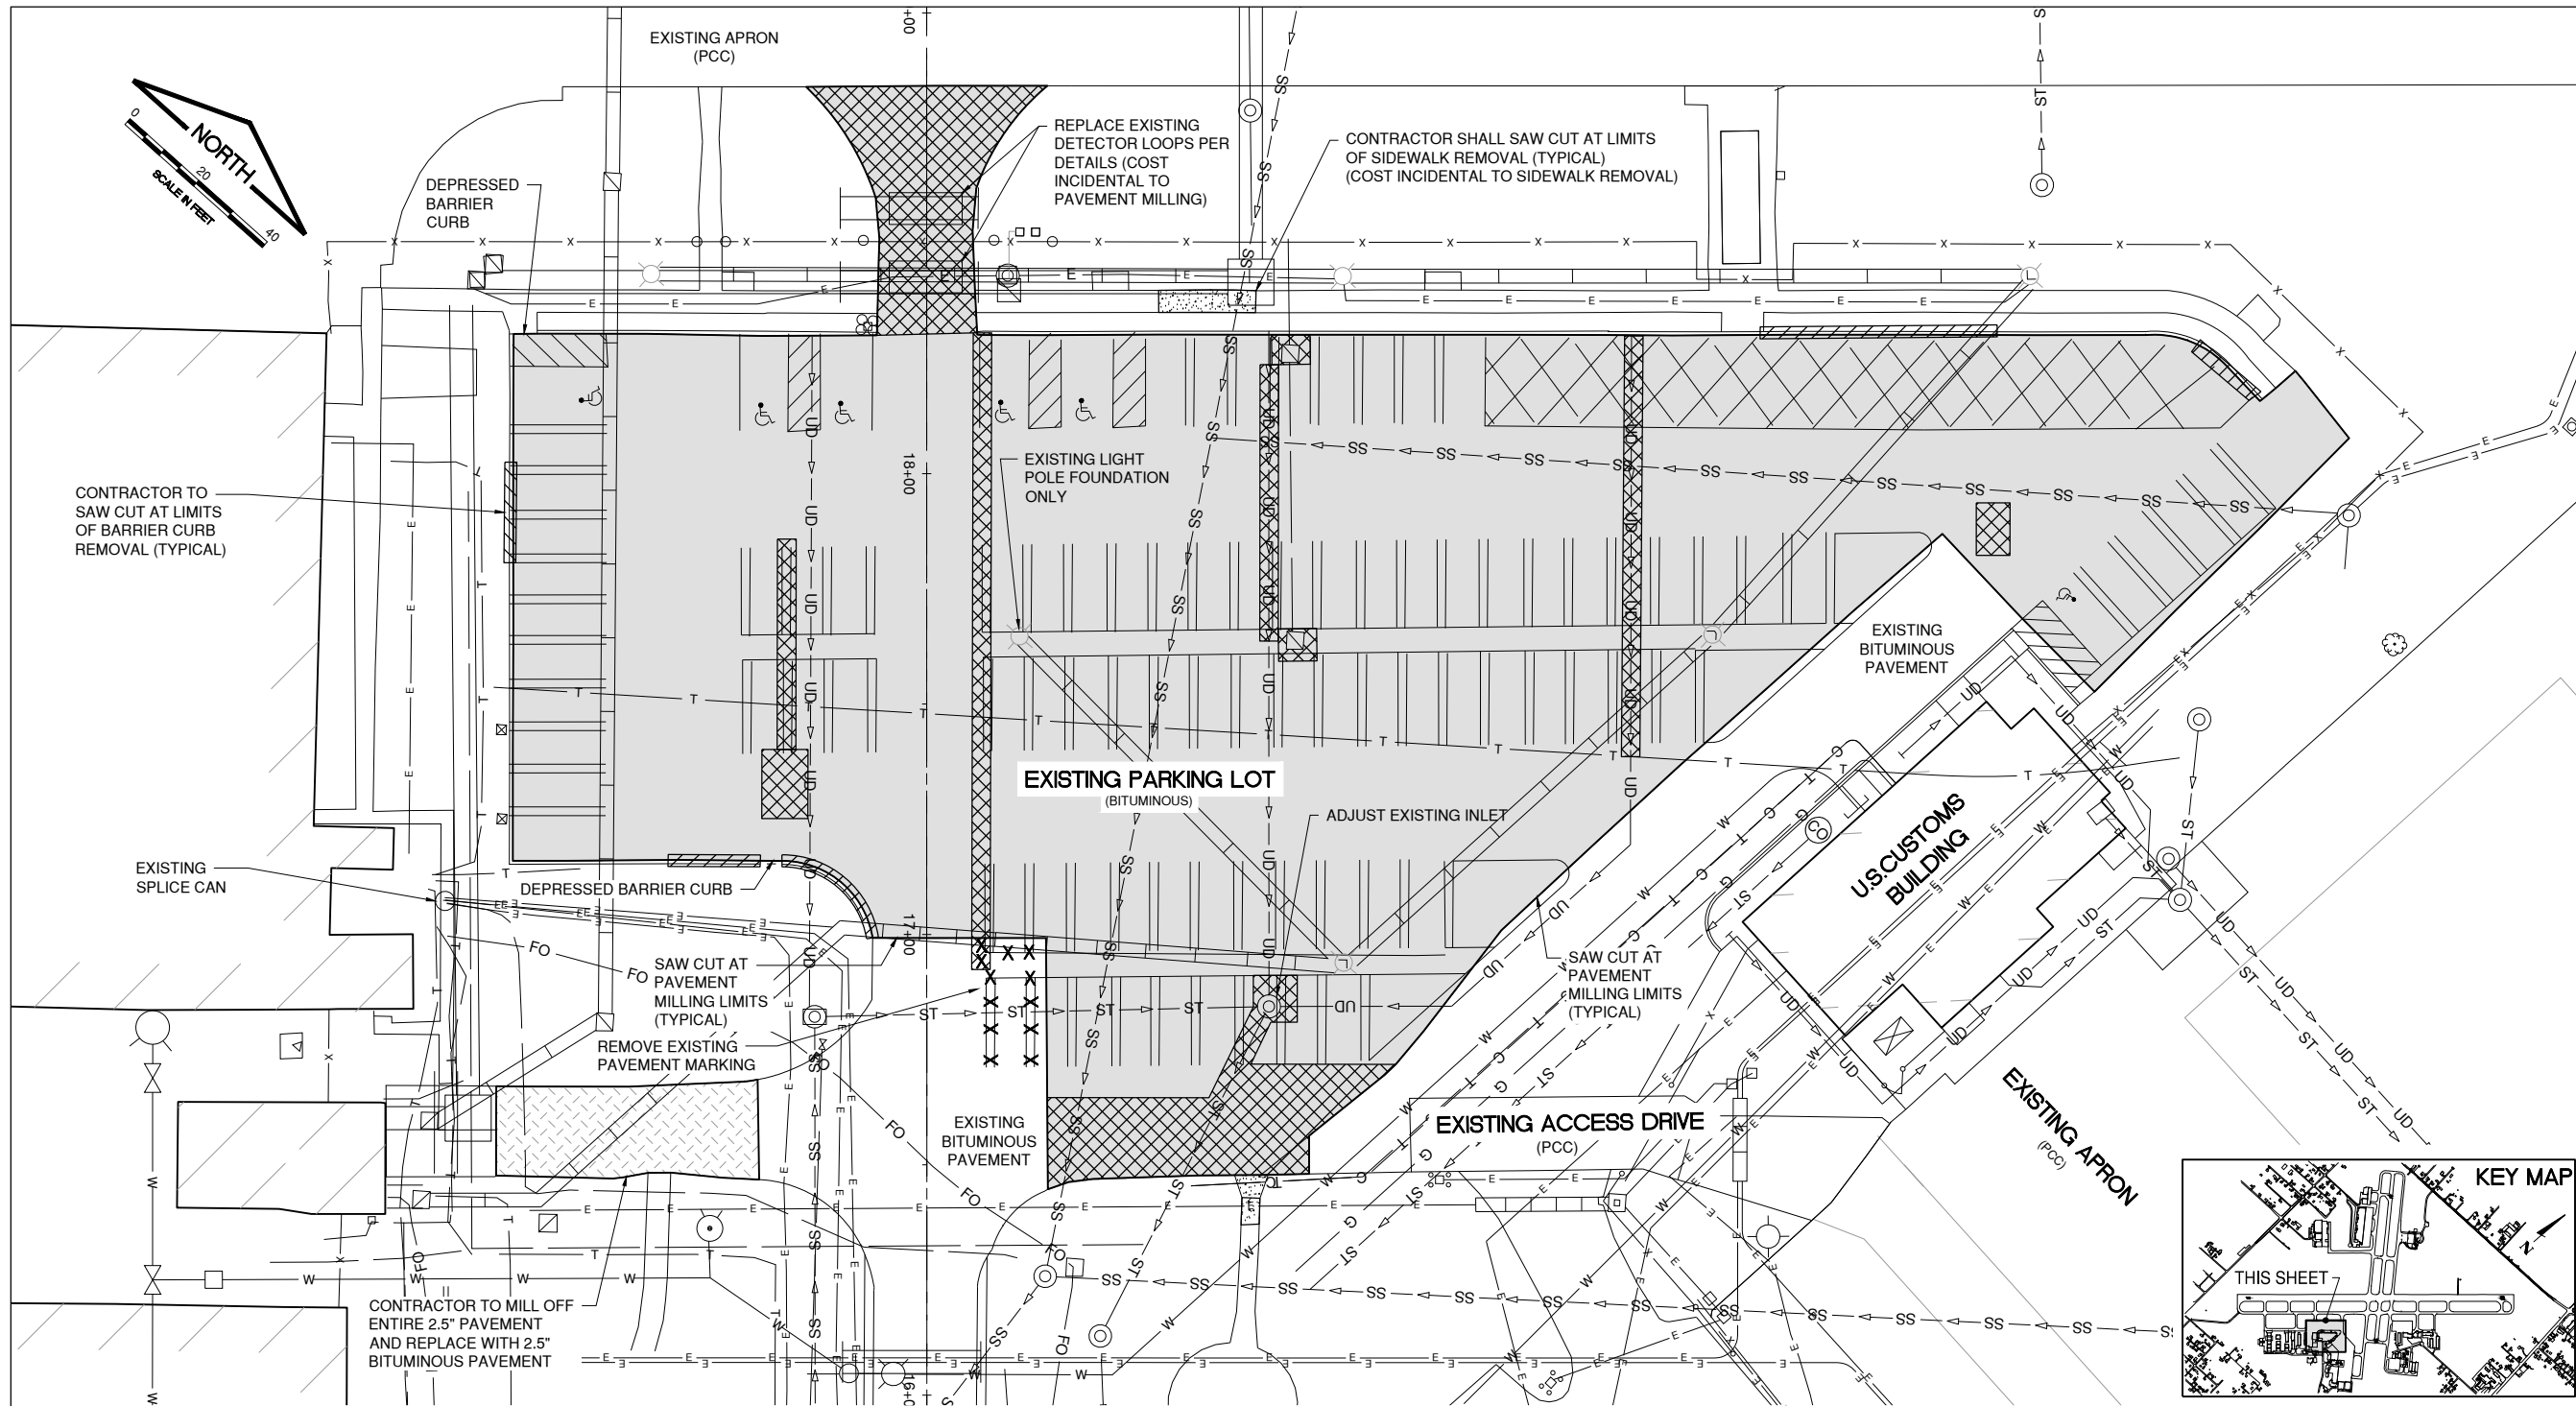 EXISTING APRON
(PCC)
+00
S
ST
NORTH
0
20
40
SCALE IN FEET
DEPRESSED
BARRIER
CURB
REPLACE EXISTING
DETECTOR LOOPS PER
DETAILS (COST
INCIDENTAL TO
PAVEMENT MILLING)
CONTRACTOR SHALL SAW CUT AT LIMITS
OF SIDEWALK REMOVAL (TYPICAL)
(COST INCIDENTAL TO SIDEWALK REMOVAL)
18+00
EXISTING LIGHT
POLE FOUNDATION
ONLY
CONTRACTOR TO
SAW CUT AT LIMITS
OF BARRIER CURB
REMOVAL (TYPICAL)
EXISTING
BITUMINOUS
PAVEMENT
EXISTING PARKING LOT
(BITUMINOUS)
ADJUST EXISTING INLET
U.S.CUSTOMS
BUILDING
CO
EXISTING
SPLICE CAN
DEPRESSED BARRIER CURB
17+00
SAW CUT AT
PAVEMENT
MILLING LIMITS
(TYPICAL)
SAW CUT AT
PAVEMENT
MILLING LIMITS
(TYPICAL)
REMOVE EXISTING
PAVEMENT MARKING
EXISTING
BITUMINOUS
PAVEMENT
EXISTING ACCESS DRIVE
(PCC)
EXISTING APRON
(PCC)
CONTRACTOR TO MILL OFF
ENTIRE 2.5" PAVEMENT
AND REPLACE WITH 2.5"
BITUMINOUS PAVEMENT
KEY MAP
N
THIS SHEET